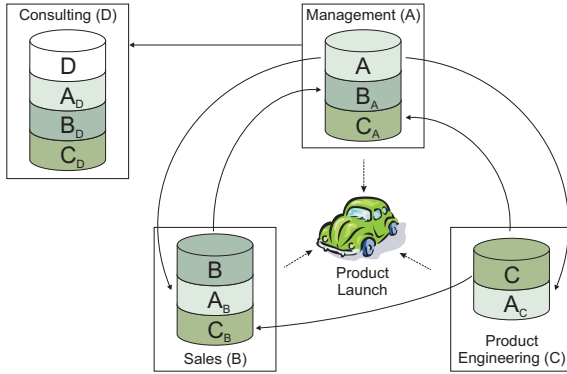 Consulting (D)
D
A_D
B_D
C_D
Management (A)
A
B_A
C_A
Product
Launch
B
A_B
C_B
Sales (B)
C
A_C
Product
Engineering (C)